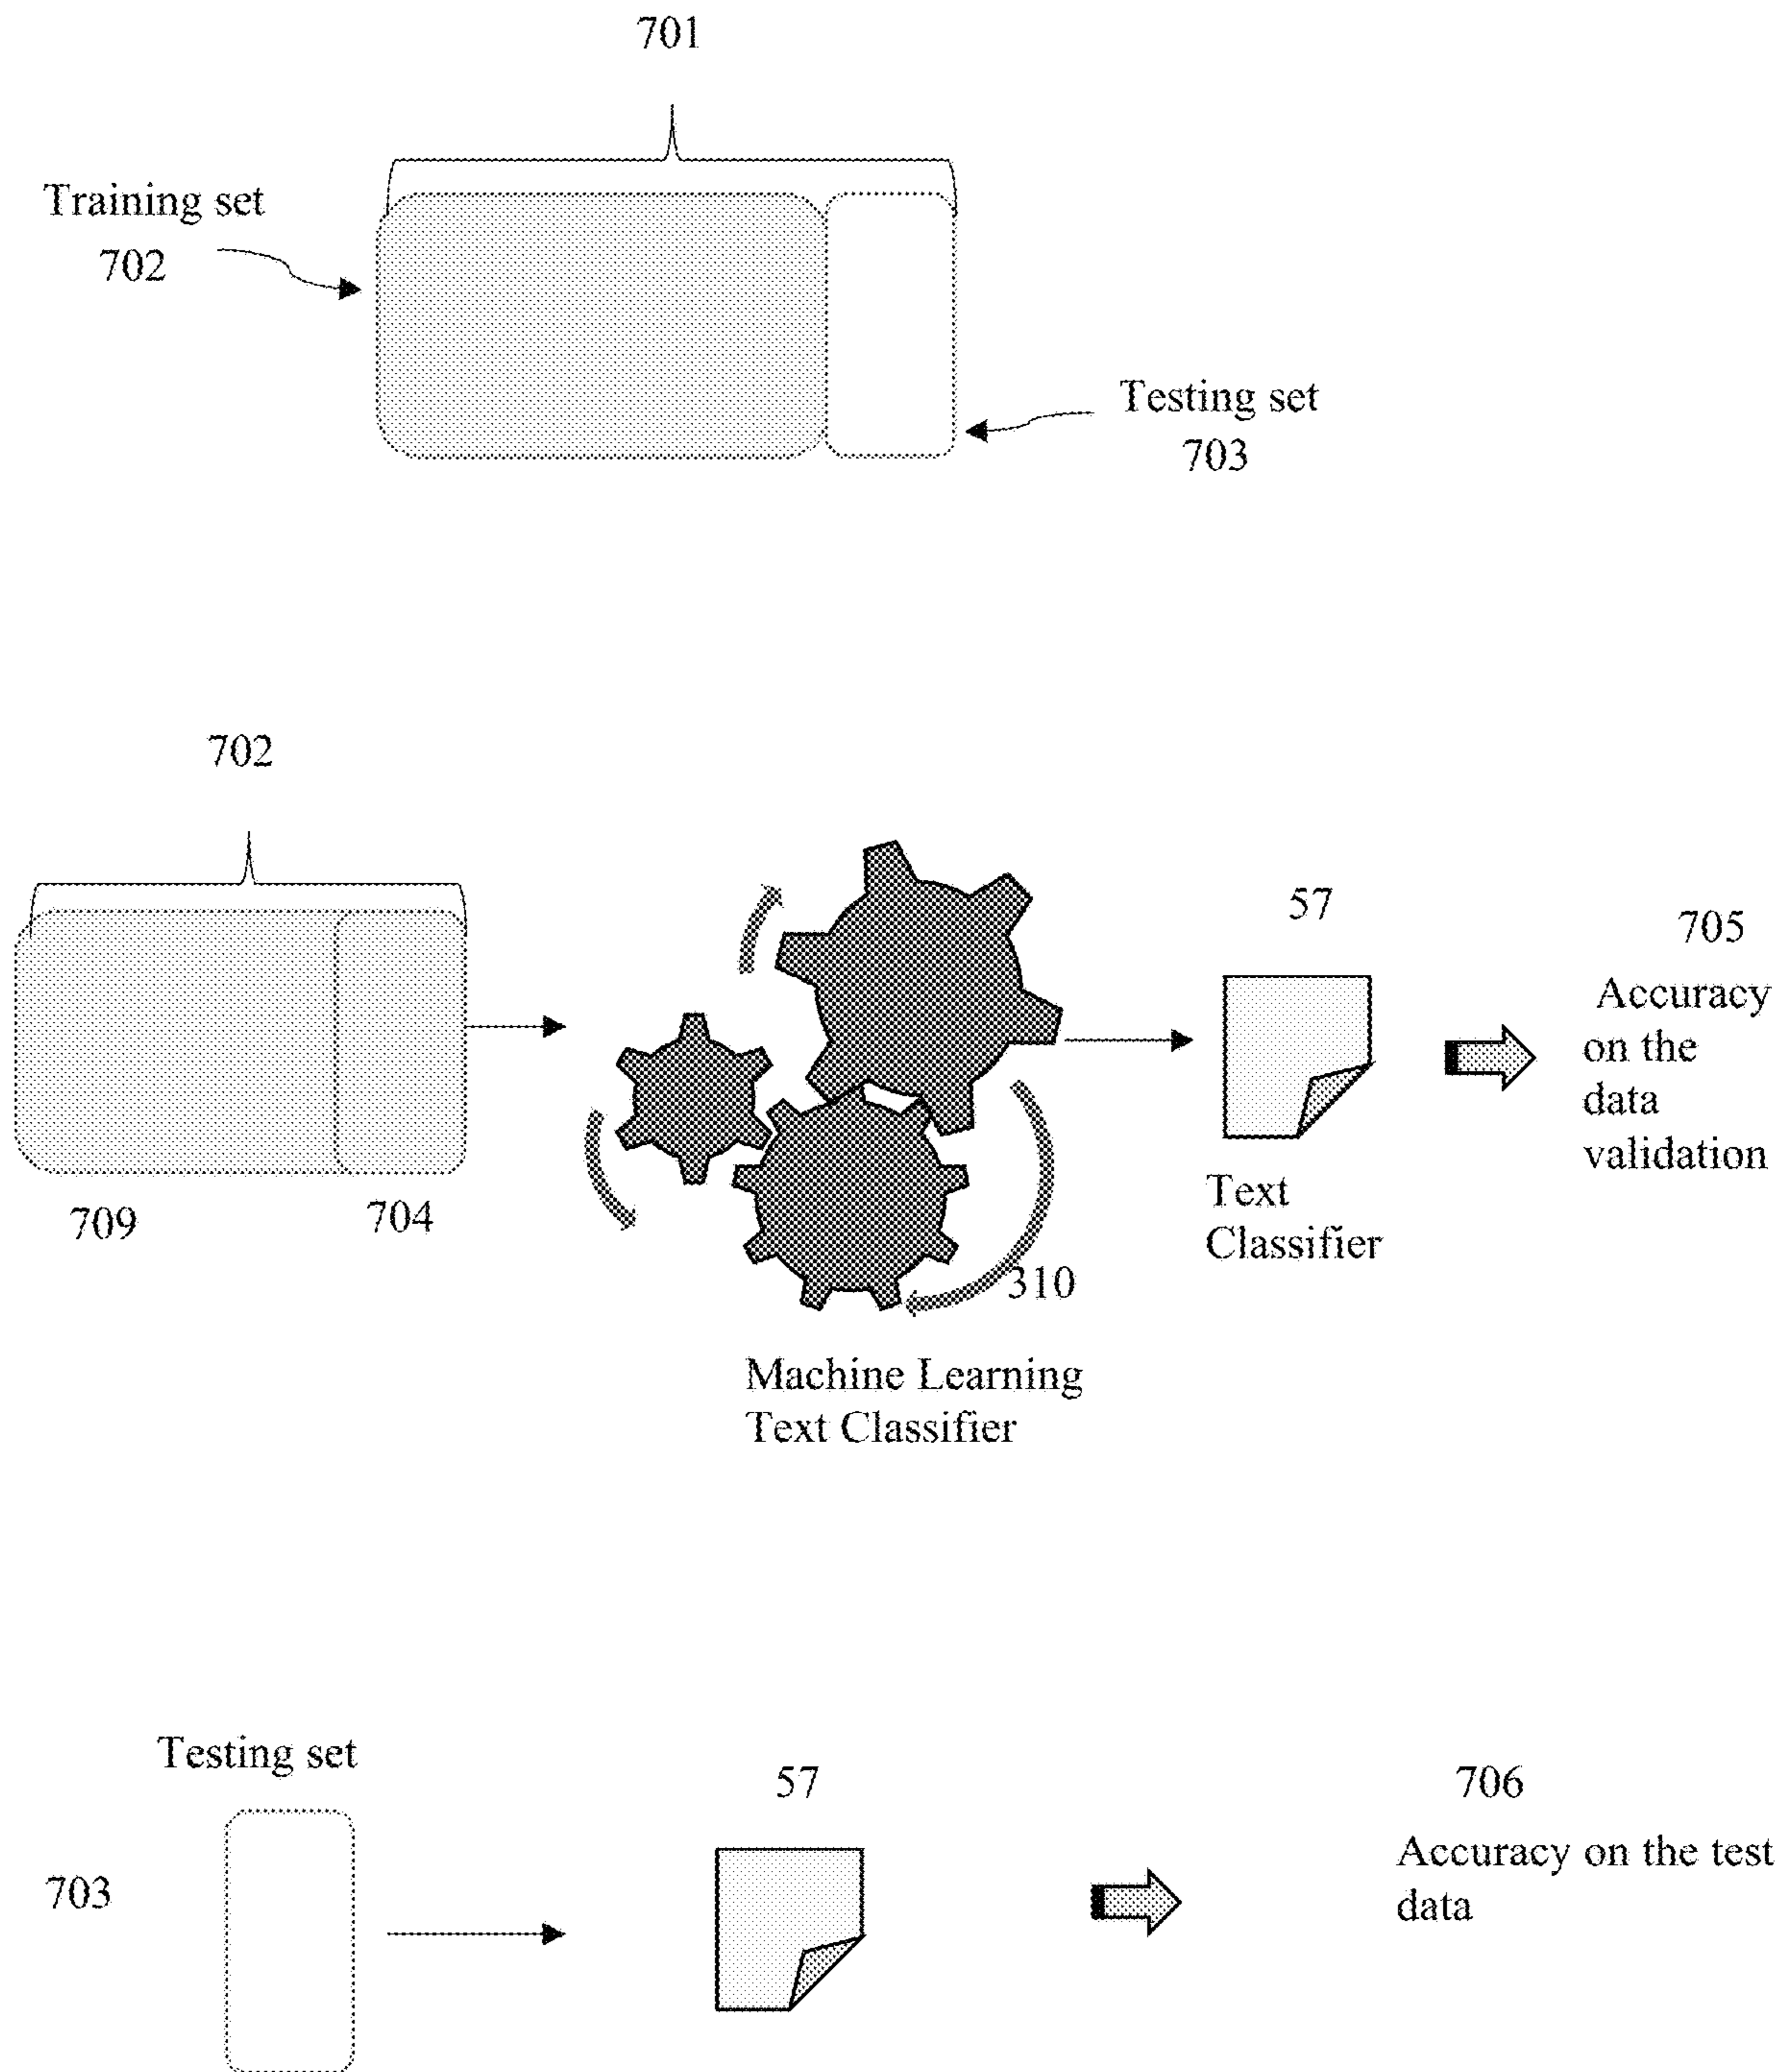 701
Training set
702
Testing set
703
702
709
704
310
Machine Learning
Text Classifier
57
Text
Classifier
705
Accuracy
on the
data
validation
Testing set
703
57
706
Accuracy on the test
data